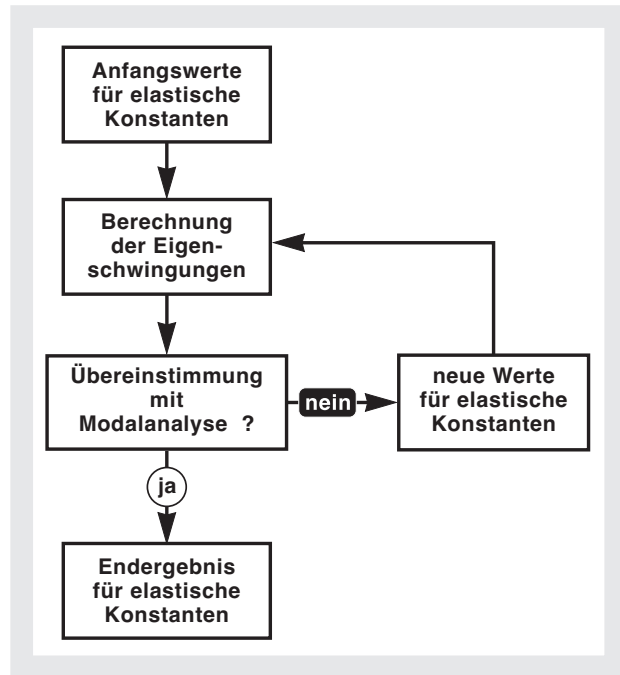 Anfangswerte
für elastische
Konstanten
Berechnung
der Eigen-
schwingungen
Übereinstimmung
mit
Modalanalyse ?
nein
neue Werte
für elastische
Konstanten
ja
Endergebnis
für elastische
Konstanten